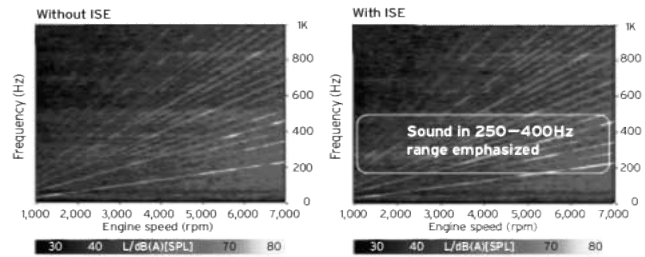 Without ISE
1K
800
600
400
200
0
Frequency (Hz)
1,000 2,000 3,000 4,000 5,000 6,000 7,000
Engine speed (rpm)
30 40 L/dB(A)[SPL] 70 80
With ISE
1K
800
600
400
200
0
Frequency (Hz)
Sound in 250–400Hz
range emphasized
1,000 2,000 3,000 4,000 5,000 6,000 7,000
Engine speed (rpm)
30 40 L/dB(A)[SPL] 70 80